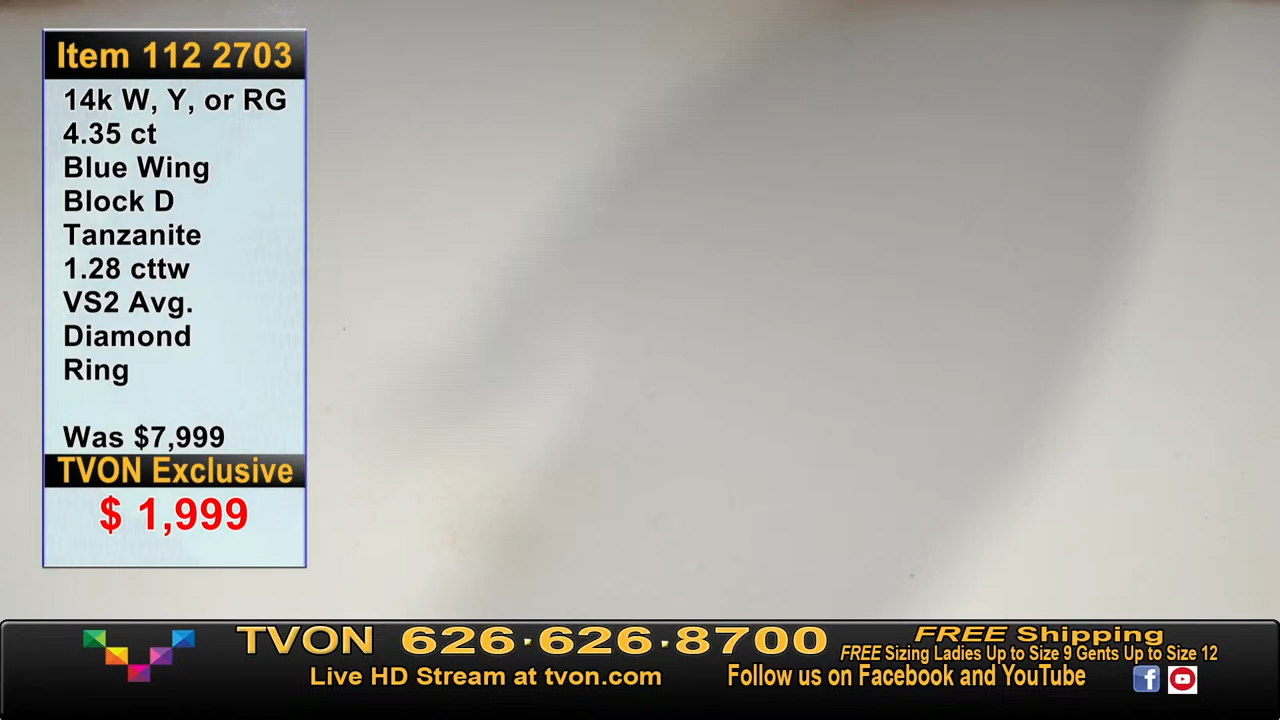 Item 112 2703
14k W, Y, or RG
4.35 ct
Blue Wing
Block D
Tanzanite
1.28 cttw
VS2 Avg.
Diamond
Ring
Was $7,999
TVON Exclusive
$ 1,999
TVON 626·626·8700
Live HD Stream at tvon.com
FREE Shipping
FREE Sizing Ladies Up to Size 9 Gents Up to Size 12
Follow us on Facebook and YouTube